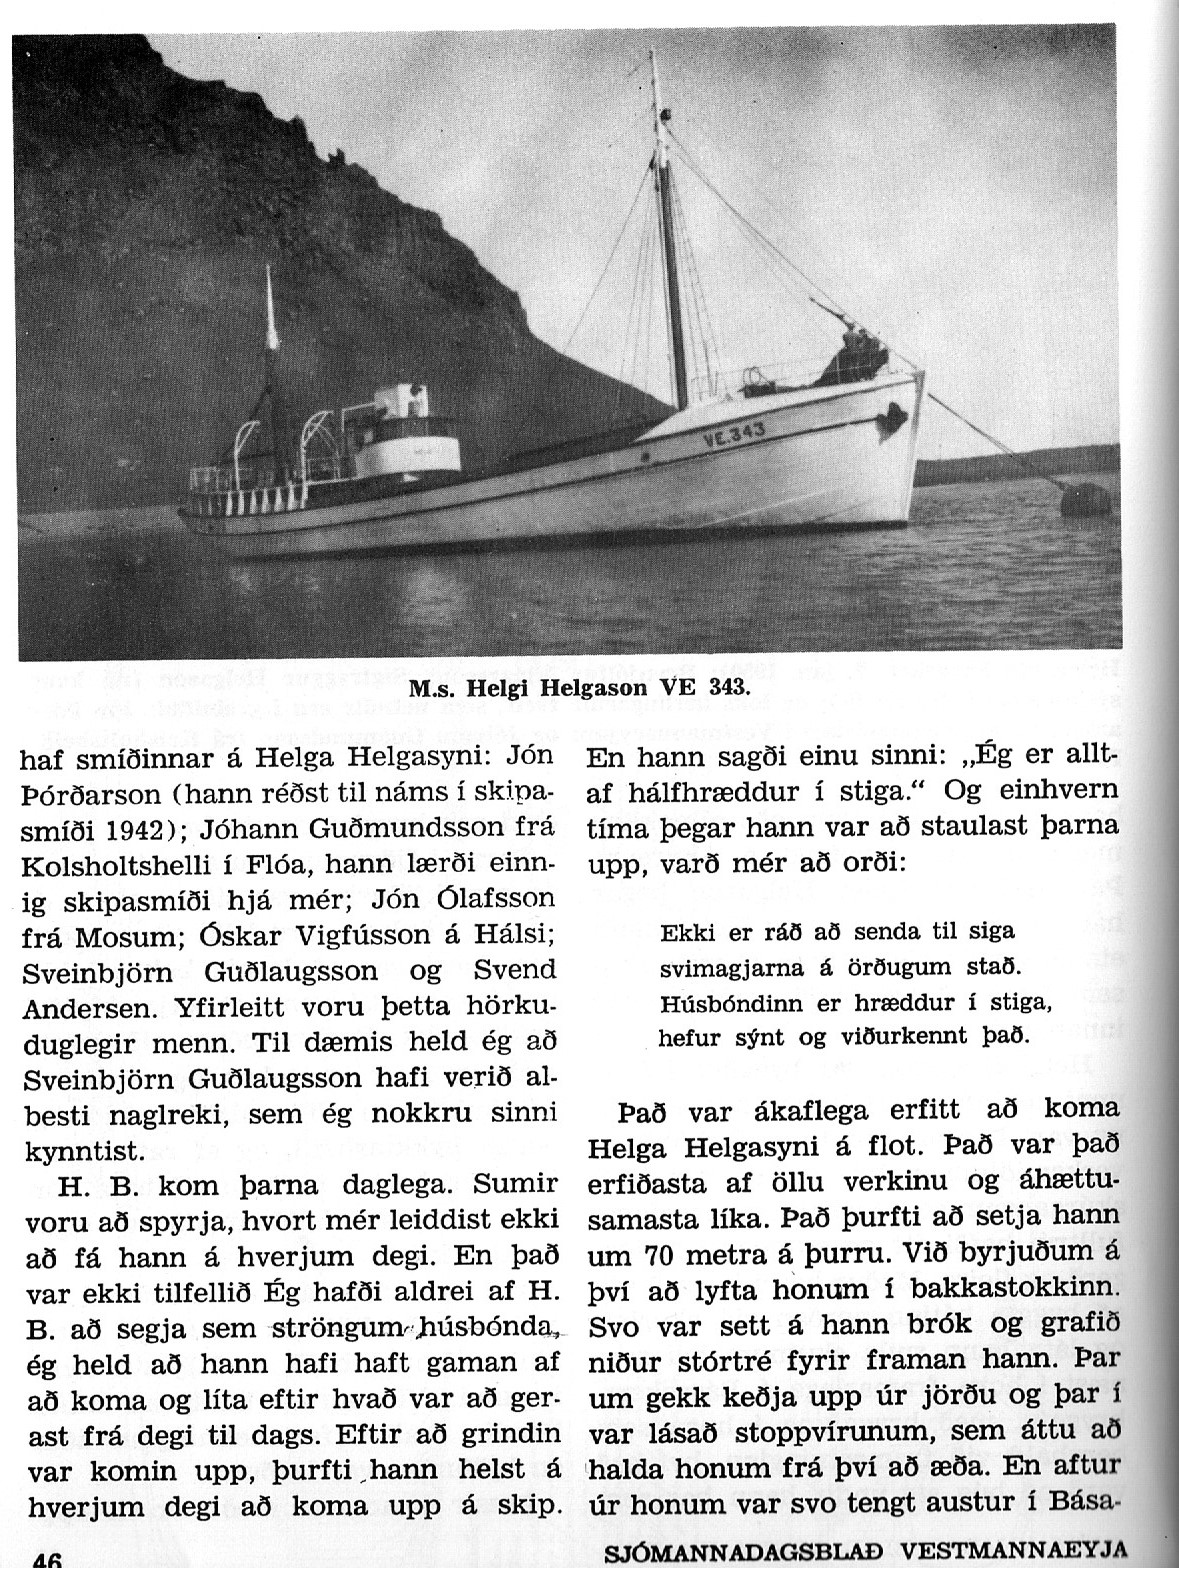 VE.343
M.s. Helgi Helgason VE 343.
haf smíðinnar á Helga Helgasyni: Jón
Þórðarson (hann réðst til náms í skipa-
smíði 1942); Jóhann Guðmundsson frá
Kolsholtshelli í Flóa, hann lærði einn-
ig skipasmíði hjá mér; Jón Ólafsson
frá Mosum; Óskar Vigfússon á Hálsi;
Sveinbjörn Guðlaugsson og Svend
Andersen. Yfirleitt voru þetta hörku-
duglegir menn. Til dæmis held ég að
Sveinbjörn Guðlaugsson hafi verið al-
besti naglreki, sem ég nokkru sinni
kynntist.
H. B. kom þarna daglega. Sumir
voru að spyrja, hvort mér leiddist ekki
að fá hann á hverjum degi. En það
var ekki tilfellið Ég hafði aldrei af H.
B. að segja sem ströngum húsbónda,
ég held að hann hafi haft gaman af
að koma og líta eftir hvað var að ger-
ast frá degi til dags. Eftir að grindin
var komin upp, þurfti hann helst á
hverjum degi að koma upp á skip.
En hann sagði einu sinni: „Ég er allt-
af hálfhræddur í stiga.“ Og einhvern
tíma þegar hann var að staulast þarna
upp, varð mér að orði:
Ekki er ráð að senda til siga
svimagjarna á örðugum stað.
Húsbóndinn er hræddur í stiga,
hefur sýnt og viðurkennt það.
Það var ákaflega erfitt að koma
Helga Helgasyni á flot. Það var það
erfiðasta af öllu verkinu og áhættu-
samasta líka. Það þurfti að setja hann
um 70 metra á þurru. Við byrjuðum á
því að lyfta honum í bakkastokkinn.
Svo var sett á hann brók og grafið
niður stórtré fyrir framan hann. Þar
um gekk keðja upp úr jörðu og þar í
var lásað stoppvírunum, sem áttu að
halda honum frá því að æða. En aftur
úr honum var svo tengt austur í Bása-
46
SJÓMANNADAGSBLAÐ VESTMANNAEYJA